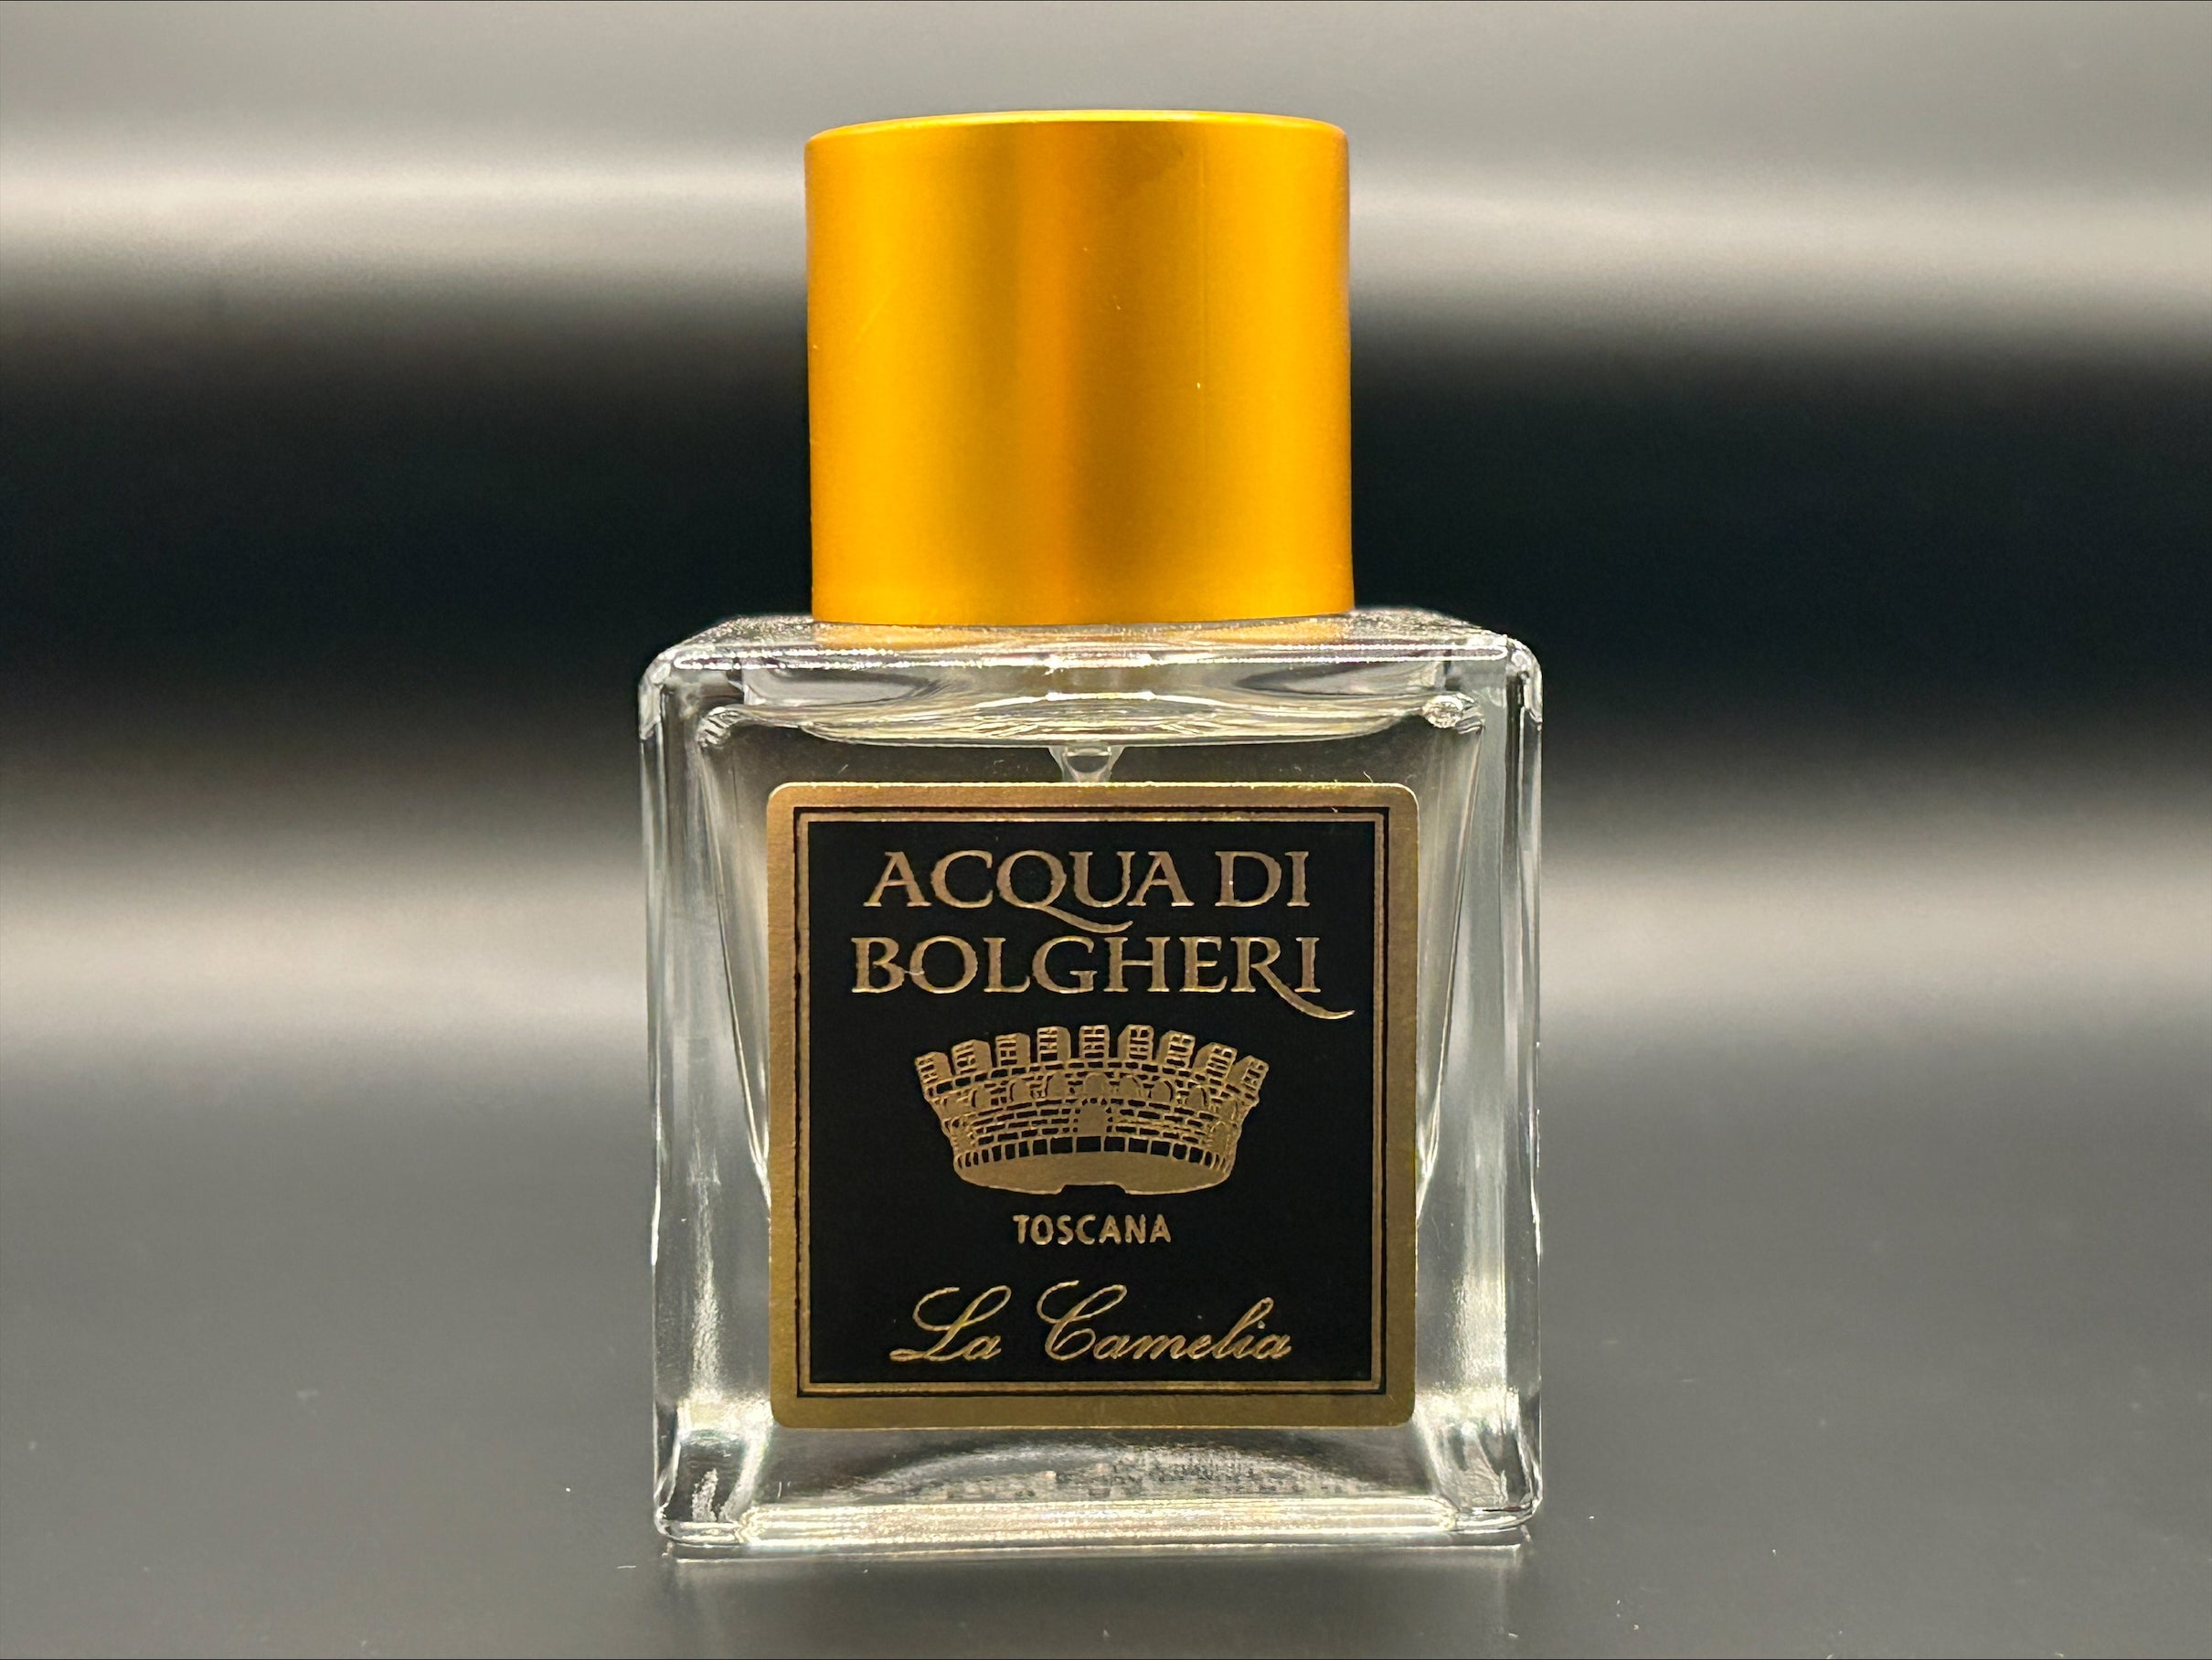 ACQUA DI
BOLGHERI
TOSCANA
La Camelia